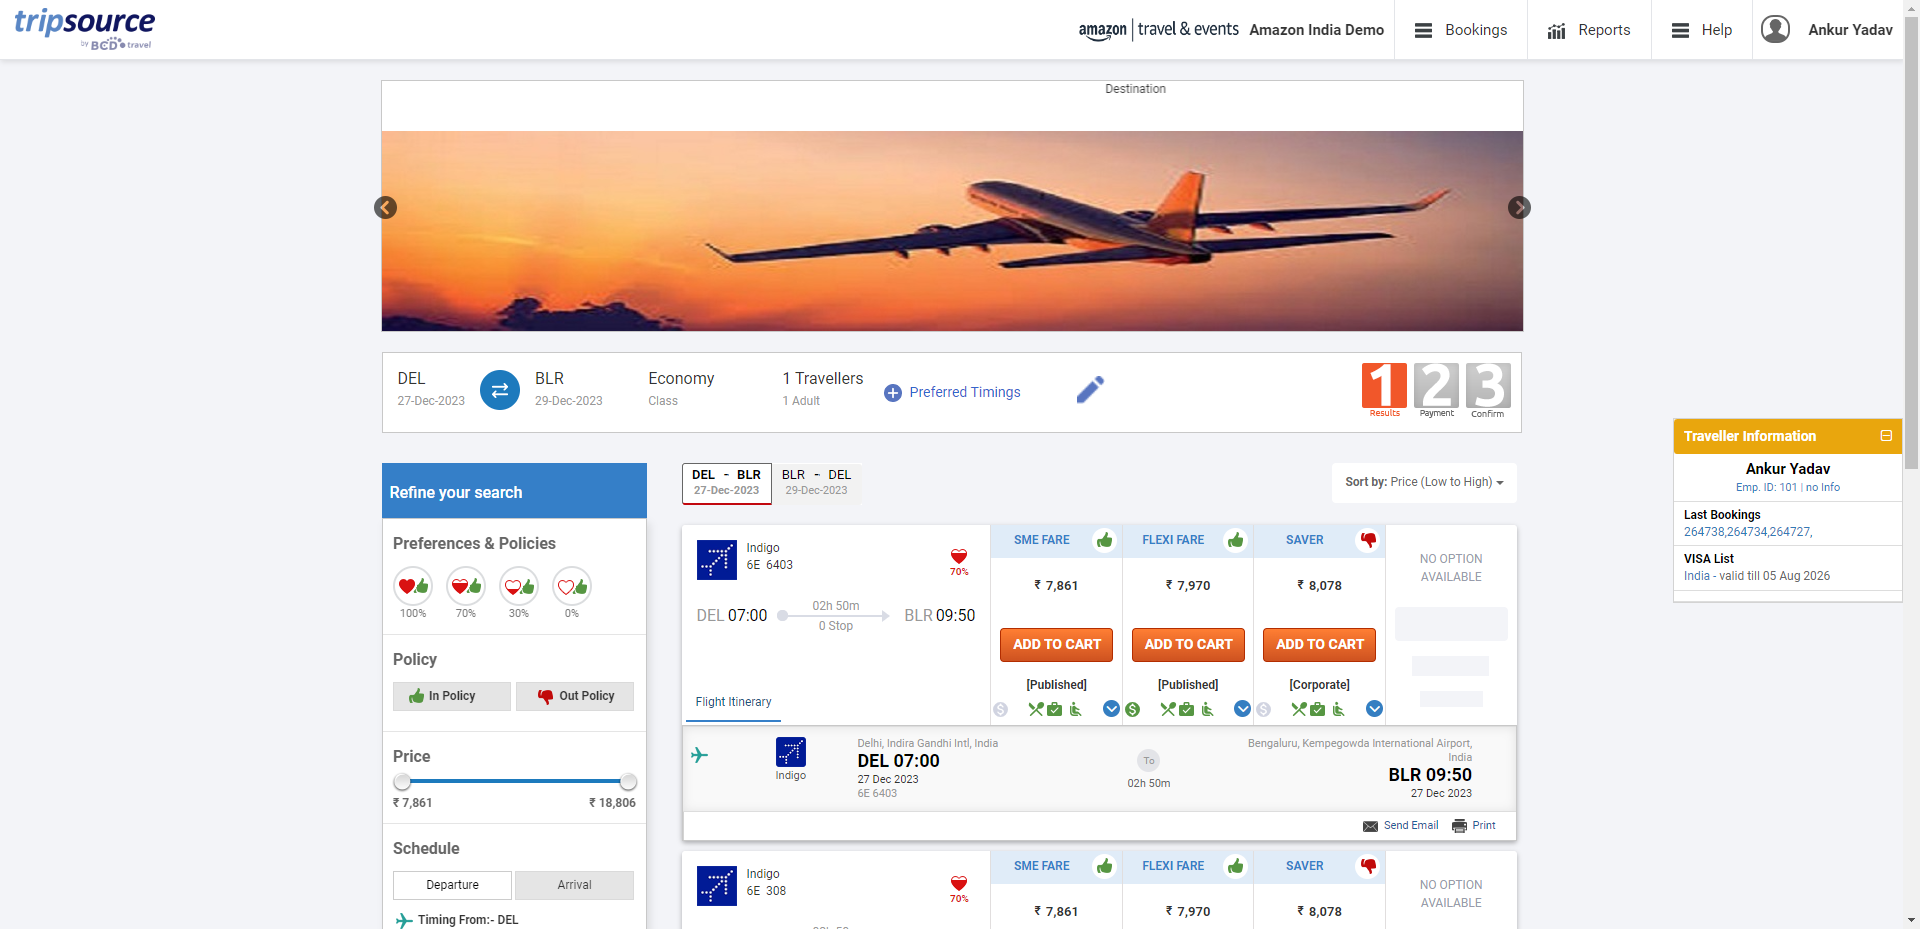 tripsource
by BCD travel
amazon travel & events Amazon India Demo
Bookings
Reports
Help
Ankur Yadav
Destination
DEL
27-Dec-2023
BLR
29-Dec-2023
Economy
Class
1 Travellers
1 Adult
Preferred Timings
1 2 3
Results Payment Confirm
Traveller Information
Ankur Yadav
Emp. ID: 101 | no Info
Last Bookings
264738,264734,264727,
VISA List
India - valid till 05 Aug 2026
Refine your search
Preferences & Policies
100% 70% 30% 0%
Policy
In Policy Out Policy
Price
₹ 7,861 ₹ 18,806
Schedule
Departure Arrival
Timing From:- DEL
DEL - BLR
27-Dec-2023
BLR - DEL
29-Dec-2023
Sort by: Price (Low to High)
Indigo
6E 6403
70%
DEL 07:00
02h 50m
0 Stop
BLR 09:50
Flight Itinerary
SME FARE FLEXI FARE SAVER
₹ 7,861 ₹ 7,970 ₹ 8,078
ADD TO CART ADD TO CART ADD TO CART
[Published] [Published] [Corporate]
NO OPTION
AVAILABLE
Indigo
Delhi, Indira Gandhi Intl, India
DEL 07:00
27 Dec 2023
6E 6403
To
02h 50m
Bengaluru, Kempegowda International Airport,
India
BLR 09:50
27 Dec 2023
Send Email Print
Indigo
6E 308
70%
SME FARE FLEXI FARE SAVER
₹ 7,861 ₹ 7,970 ₹ 8,078
NO OPTION
AVAILABLE